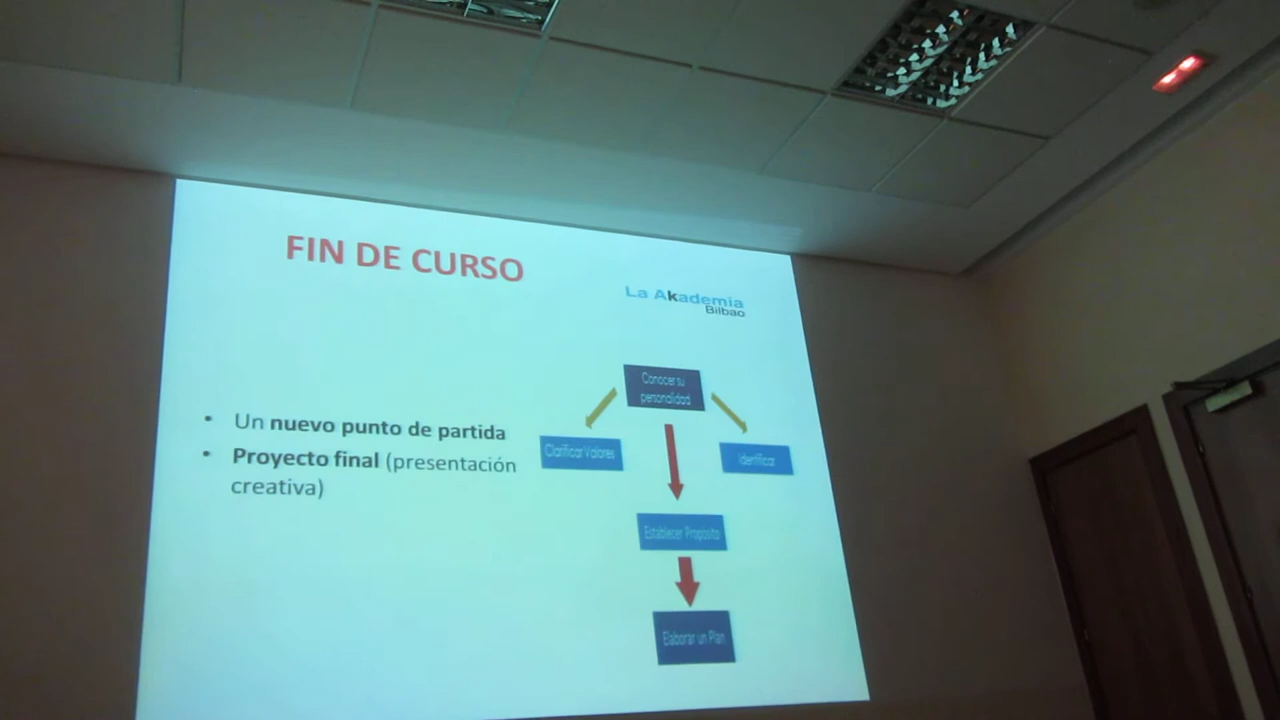 FIN DE CURSO
La Akademia
Bilbao
• Un nuevo punto de partida
• Proyecto final (presentación
creativa)
Conocer su
personalidad
Clarificar Valores
Identificar
Establecer Propósito
Elaborar un Plan